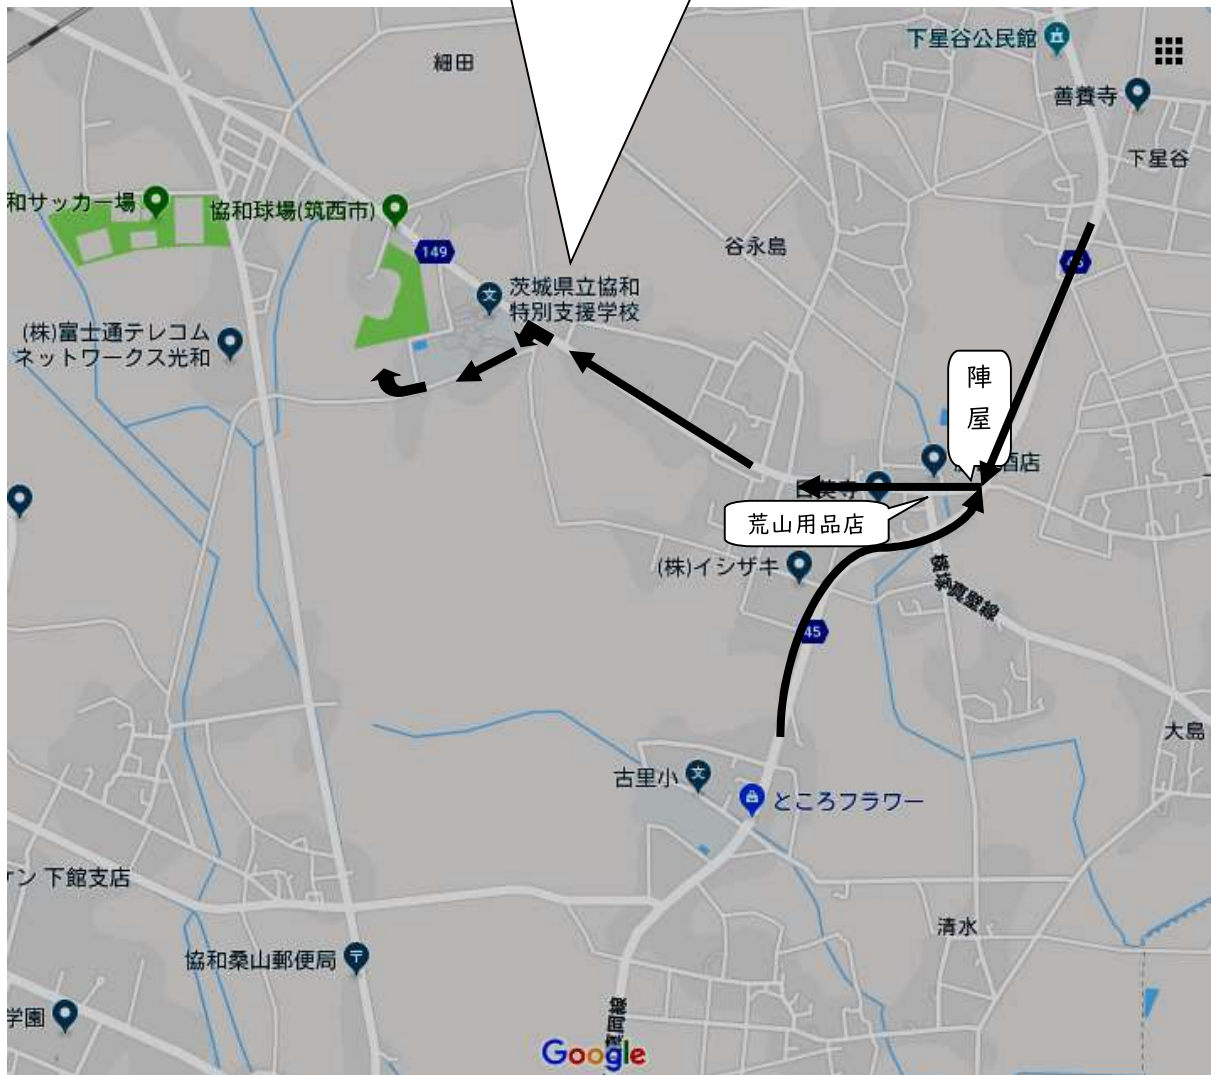 下星谷公民館
細田
善養寺
下星谷
和サッカー場
協和球場(筑西市)
149
谷永島
茨城県立協和
特別支援学校
(株)富士通テレコム
ネットワークス光和
陣
屋
酒店
荒山用品店
(株)イシザキ
真壁線
45
大島
古里小
ところフラワー
ケン 下館支店
清水
協和桑山郵便局
学園
Google